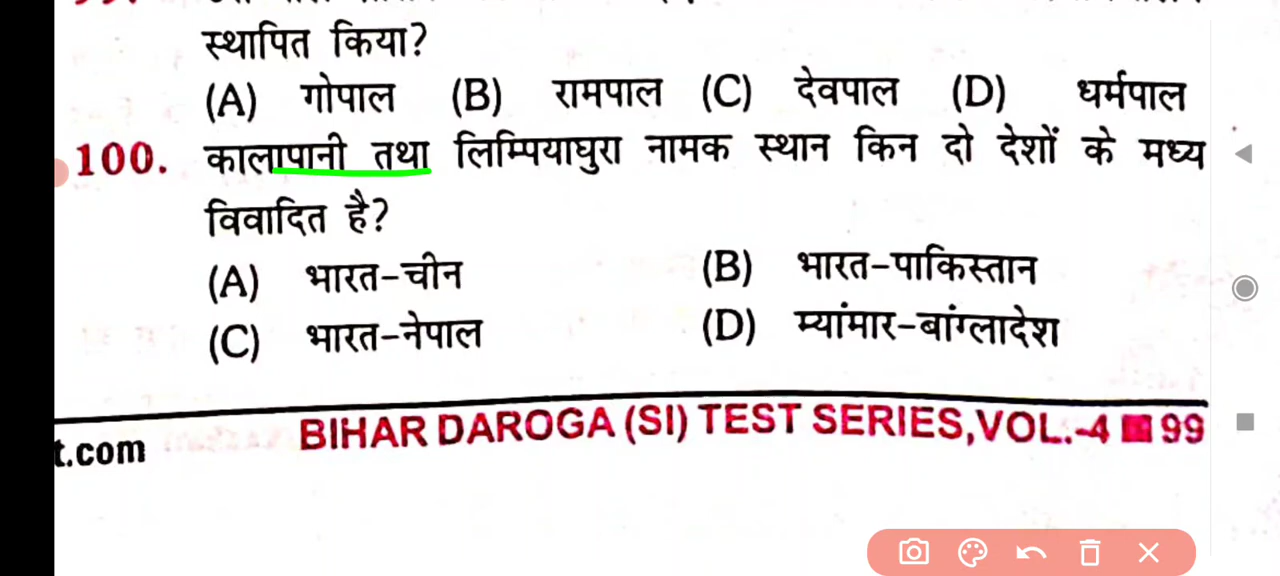 स्थापित किया?
(A) गोपाल (B) रामपाल (C) देवपाल (D) धर्मपाल
100. कालापानी तथा लिम्पियाघुरा नामक स्थान किन दो देशों के मध्य
विवादित है?
(A) भारत-चीन (B) भारत-पाकिस्तान
(C) भारत-नेपाल (D) म्यांमार-बांग्लादेश
t.com BIHAR DAROGA (SI) TEST SERIES,VOL.-4 99